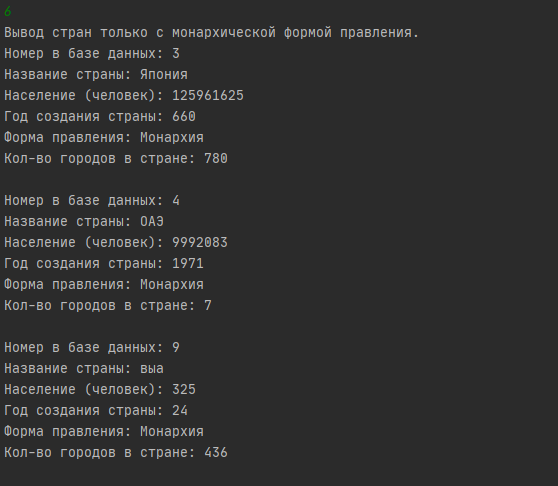 6
Вывод стран только с монархической формой правления.
Номер в базе данных: 3
Название страны: Япония
Население (человек): 125961625
Год создания страны: 660
Форма правления: Монархия
Кол-во городов в стране: 780
Номер в базе данных: 4
Название страны: ОАЭ
Население (человек): 9992083
Год создания страны: 1971
Форма правления: Монархия
Кол-во городов в стране: 7
Номер в базе данных: 9
Название страны: выа
Население (человек): 325
Год создания страны: 24
Форма правления: Монархия
Кол-во городов в стране: 436